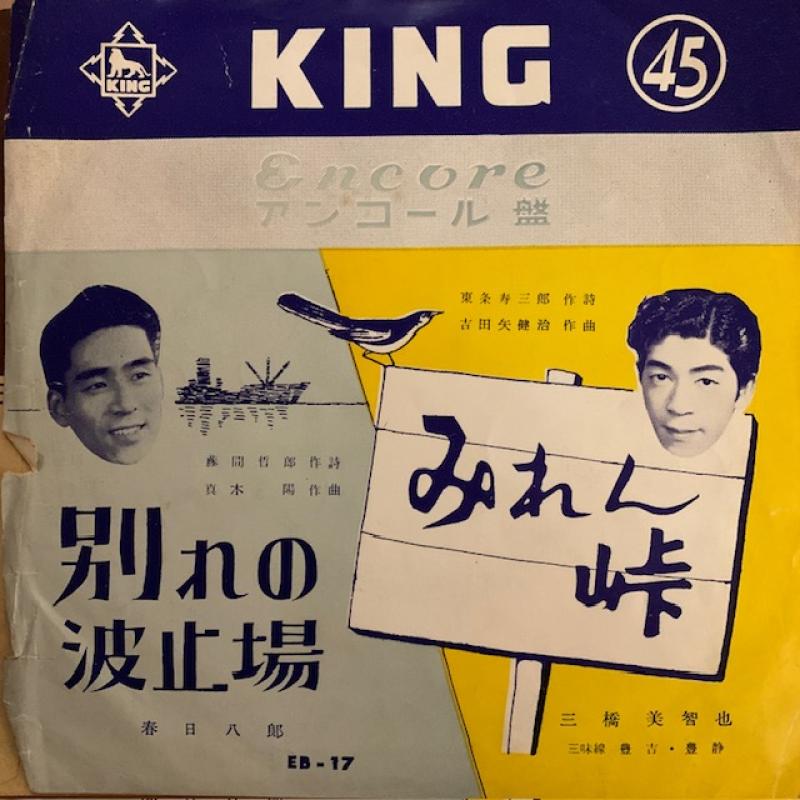 KING
KING
45
Encore
アンコール 盤
東条寿三郎 作詩
吉田矢健治 作曲
みれん
峠
三橋 美智也
三味線 豊吉・豊静
藤間哲郎作詩
真木 陽作曲
別れの
波止場
春日八郎
EB-17